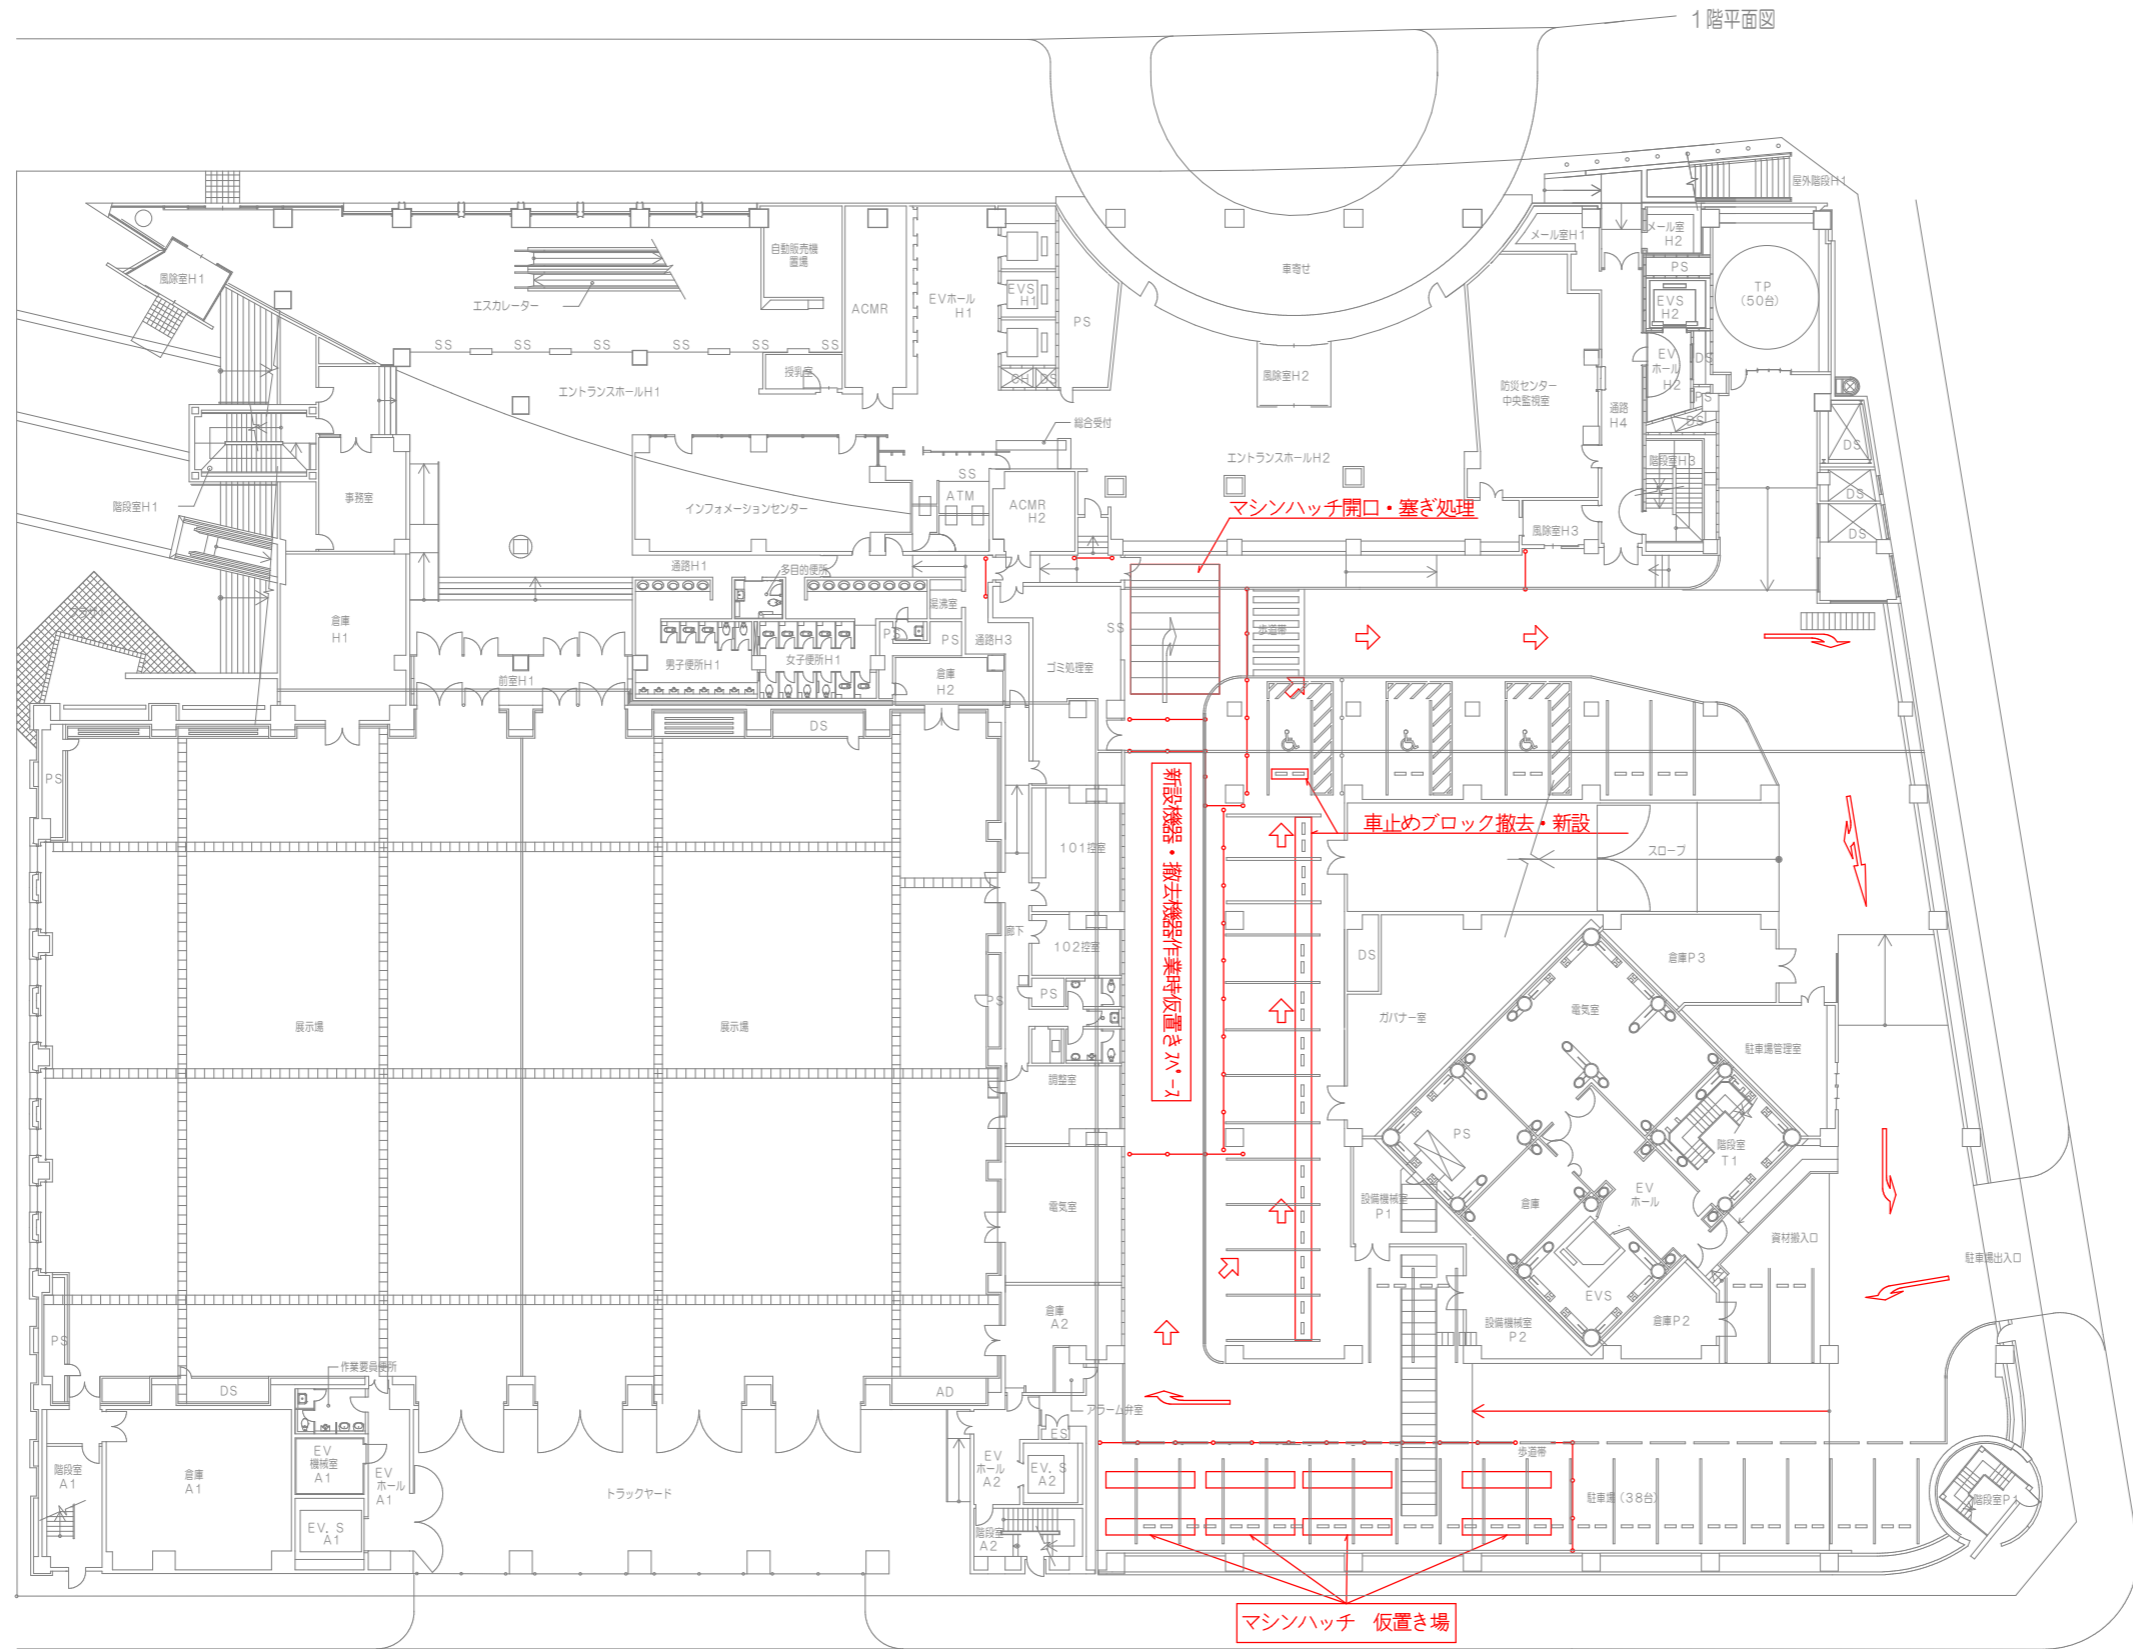 1階平面図
屋外階段H1
メール室H1
メール室
H2
自動販売機
置場
風除室H1
車寄せ
PS
TP
(50台)
エスカレーター
EVホール
H1
EVS
H1
ACMR
PS
EVS
H2
SS
SS
SS
SS
SS
SS
EV
ホール
H2
DS
授乳室
CH
DS
風除室H2
防災センター
中央監視室
エントランスホールH1
PS
通路
H4
DS
総合受付
DS
エントランスホールH2
階段室H3
SS
事務室
ATM
DS
階段室H1
インフォメーションセンター
ACMR
H2
マシンハッチ開口・塞ぎ処理
風除室H3
DS
通路H1
多目的便所
湯沸室
倉庫
H1
SS
歩道帯
PS
PS
通路H3
男子便所H1
女子便所H1
ゴミ処理室
倉庫
H2
前室H1
DS
PS
新設機器・撤去機器作業時仮置きスペース
車止めブロック撤去・新設
101控室
スロープ
廊下
102控室
DS
倉庫P3
PS
PS
電気室
展示場
展示場
ガバナー室
駐車場管理室
調整室
PS
階段室
T1
設備機械室
P1
倉庫
EV
ホール
電気室
資材搬入口
駐車場出入口
EVS
倉庫
A2
設備機械室
P2
倉庫P2
PS
作業要員便所
DS
AD
アラーム弁室
ES
EV
機械室
A1
EV
ホール
A1
EV
ホール
A2
EV.S
A2
歩道帯
階段室
A1
倉庫
A1
トラックヤード
駐車場(38台)
階段室P1
EV.S
A1
階段室
A2
マシンハッチ 仮置き場